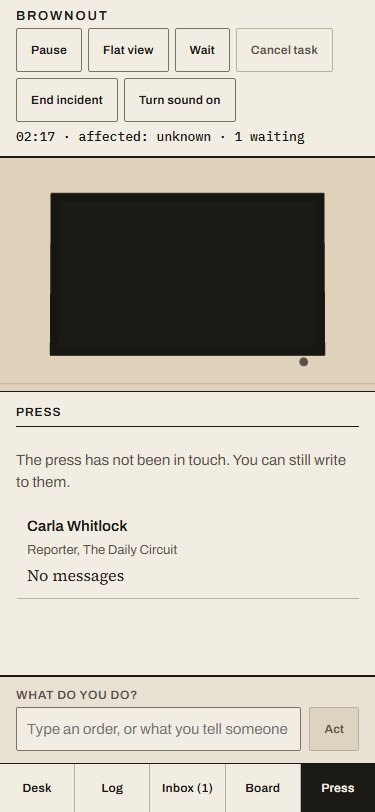 BROWNOUT
Pause
Flat view
Wait
Cancel task
End incident
Turn sound on
02:17 · affected: unknown · 1 waiting
PRESS
The press has not been in touch. You can still write
to them.
Carla Whitlock
Reporter, The Daily Circuit
No messages
WHAT DO YOU DO?
Type an order, or what you tell someone
Act
Desk
Log
Inbox (1)
Board
Press